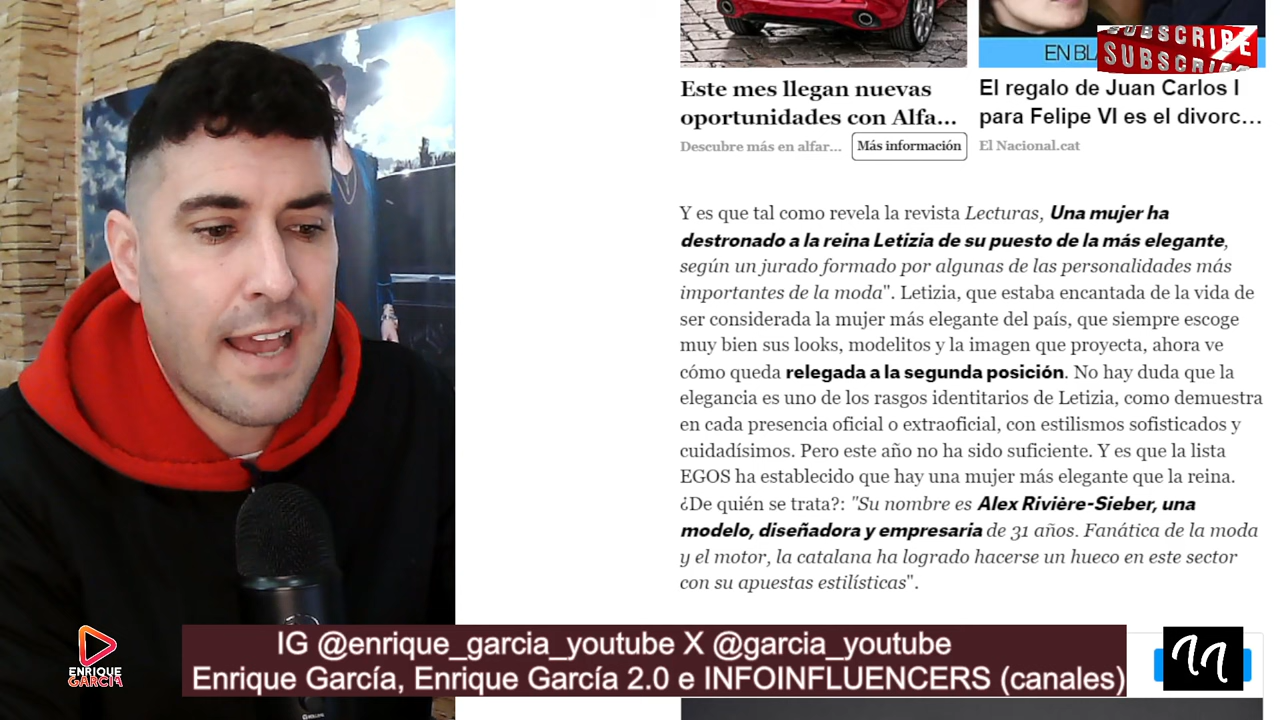 SUBSCRIBE
SUBSCRIBE
EN BL
Este mes llegan nuevas
oportunidades con Alfa...
Descubre más en alfar...
Más información
El regalo de Juan Carlos I
para Felipe VI es el divorc...
El Nacional.cat
Y es que tal como revela la revista Lecturas, Una mujer ha
destronado a la reina Letizia de su puesto de la más elegante,
según un jurado formado por algunas de las personalidades más
importantes de la moda". Letizia, que estaba encantada de la vida de
ser considerada la mujer más elegante del país, que siempre escoge
muy bien sus looks, modelitos y la imagen que proyecta, ahora ve
cómo queda relegada a la segunda posición. No hay duda que la
elegancia es uno de los rasgos identitarios de Letizia, como demuestra
en cada presencia oficial o extraoficial, con estilismos sofisticados y
cuidadísimos. Pero este año no ha sido suficiente. Y es que la lista
EGOS ha establecido que hay una mujer más elegante que la reina.
¿De quién se trata?: "Su nombre es Alex Rivière-Sieber, una
modelo, diseñadora y empresaria de 31 años. Fanática de la moda
y el motor, la catalana ha logrado hacerse un hueco en este sector
con su apuestas estilísticas".
IG @enrique_garcia_youtube X @garcia_youtube
Enrique García, Enrique García 2.0 e INFOINFLUENCERS (canales)
ENRIQUE
GARCÍA